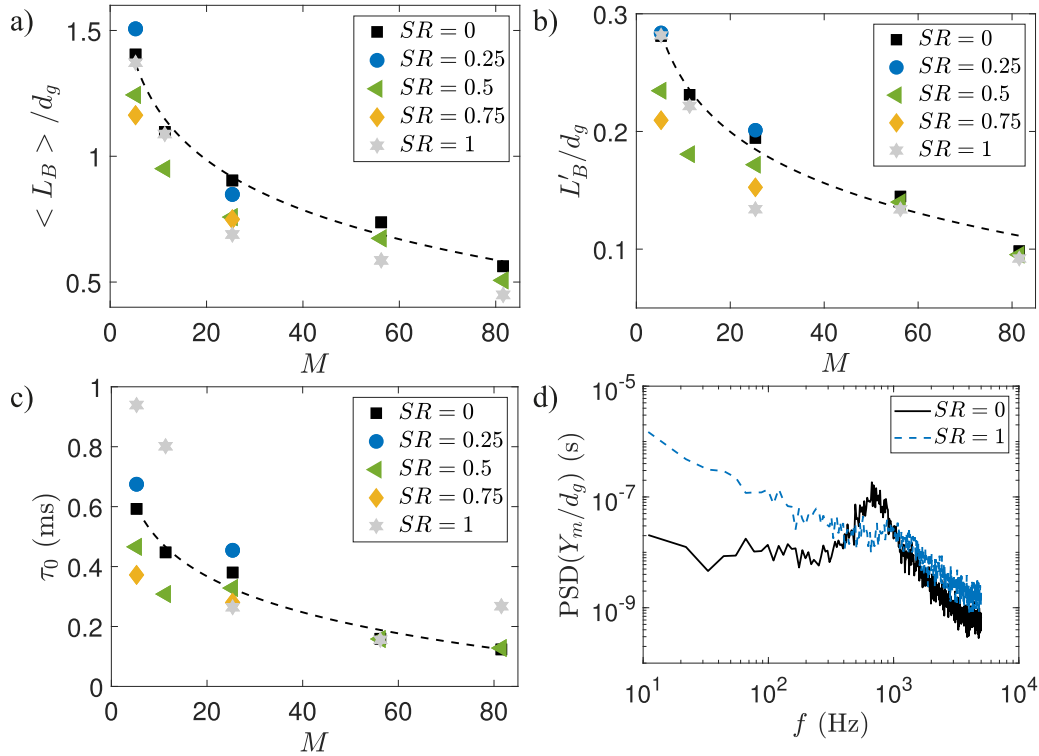 a)
< L_B > /d_g
1.5
1
0.5
0 20 40 60 80
M
SR = 0
SR = 0.25
SR = 0.5
SR = 0.75
SR = 1
b)
L'_B/d_g
0.3
0.2
0.1
0 20 40 60 80
M
SR = 0
SR = 0.25
SR = 0.5
SR = 0.75
SR = 1
c)
τ_0 (ms)
1
0.8
0.6
0.4
0.2
0
0 20 40 60 80
M
SR = 0
SR = 0.25
SR = 0.5
SR = 0.75
SR = 1
d)
PSD(Y_m/d_g) (s)
10^-5
10^-7
10^-9
10^1 10^2 10^3 10^4
f (Hz)
SR = 0
SR = 1